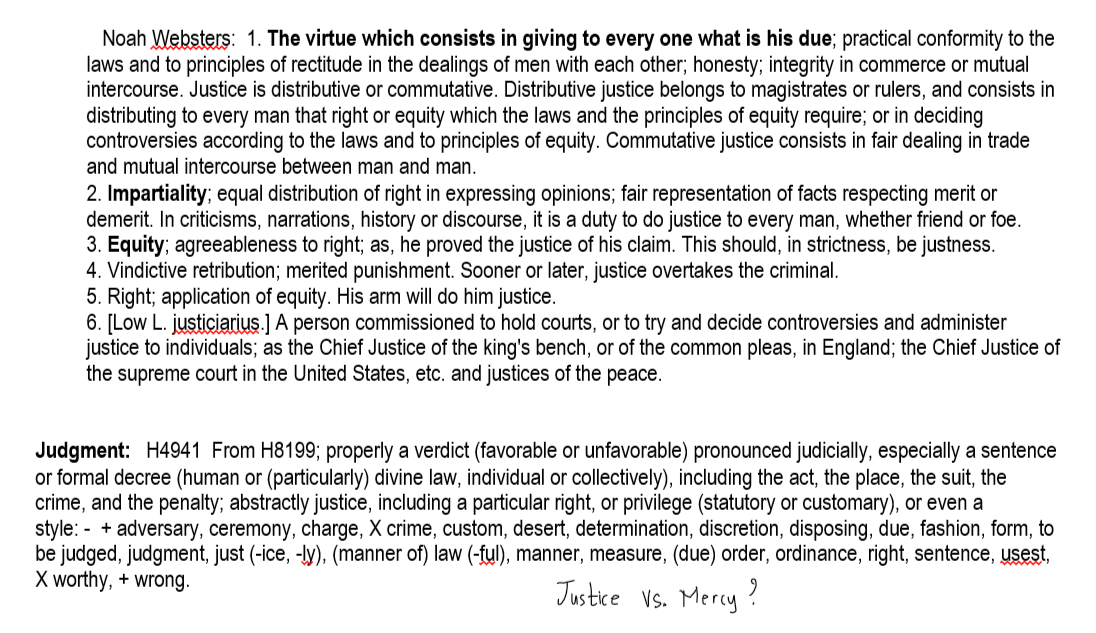 Noah Websters: 1. The virtue which consists in giving to every one what is his due; practical conformity to the
laws and to principles of rectitude in the dealings of men with each other; honesty; integrity in commerce or mutual
intercourse. Justice is distributive or commutative. Distributive justice belongs to magistrates or rulers, and consists in
distributing to every man that right or equity which the laws and the principles of equity require; or in deciding
controversies according to the laws and to principles of equity. Commutative justice consists in fair dealing in trade
and mutual intercourse between man and man.
2. Impartiality; equal distribution of right in expressing opinions; fair representation of facts respecting merit or
demerit. In criticisms, narrations, history or discourse, it is a duty to do justice to every man, whether friend or foe.
3. Equity; agreeableness to right; as, he proved the justice of his claim. This should, in strictness, be justness.
4. Vindictive retribution; merited punishment. Sooner or later, justice overtakes the criminal.
5. Right; application of equity. His arm will do him justice.
6. [Low L. justiciarius.] A person commissioned to hold courts, or to try and decide controversies and administer
justice to individuals; as the Chief Justice of the king's bench, or of the common pleas, in England; the Chief Justice of
the supreme court in the United States, etc. and justices of the peace.
Judgment: H4941 From H8199; properly a verdict (favorable or unfavorable) pronounced judicially, especially a sentence
or formal decree (human or (particularly) divine law, individual or collectively), including the act, the place, the suit, the
crime, and the penalty; abstractly justice, including a particular right, or privilege (statutory or customary), or even a
style: - + adversary, ceremony, charge, X crime, custom, desert, determination, discretion, disposing, due, fashion, form, to
be judged, judgment, just (-ice, -ly), (manner of) law (-ful), manner, measure, (due) order, ordinance, right, sentence, usest,
X worthy, + wrong.
Justice vs. Mercy?